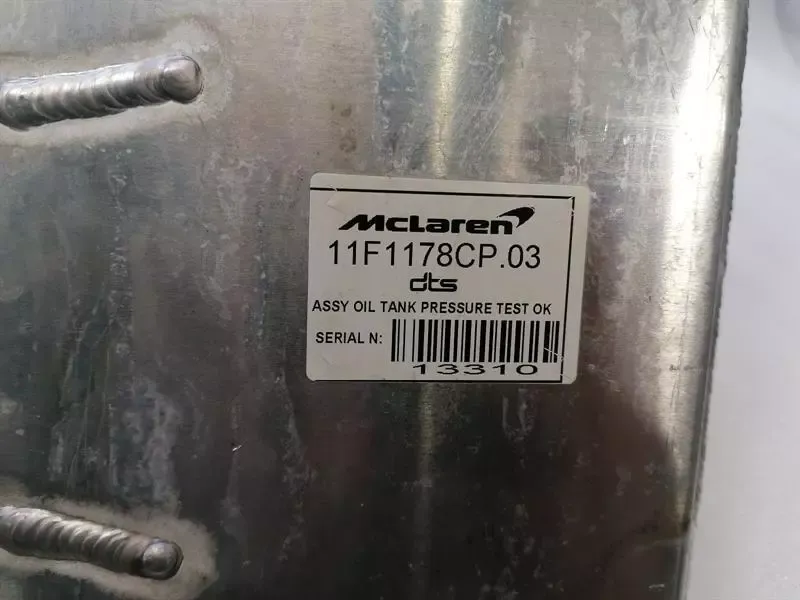 McLaren
11F1178CP.03
dts
ASSY OIL TANK PRESSURE TEST OK
SERIAL N:
13310